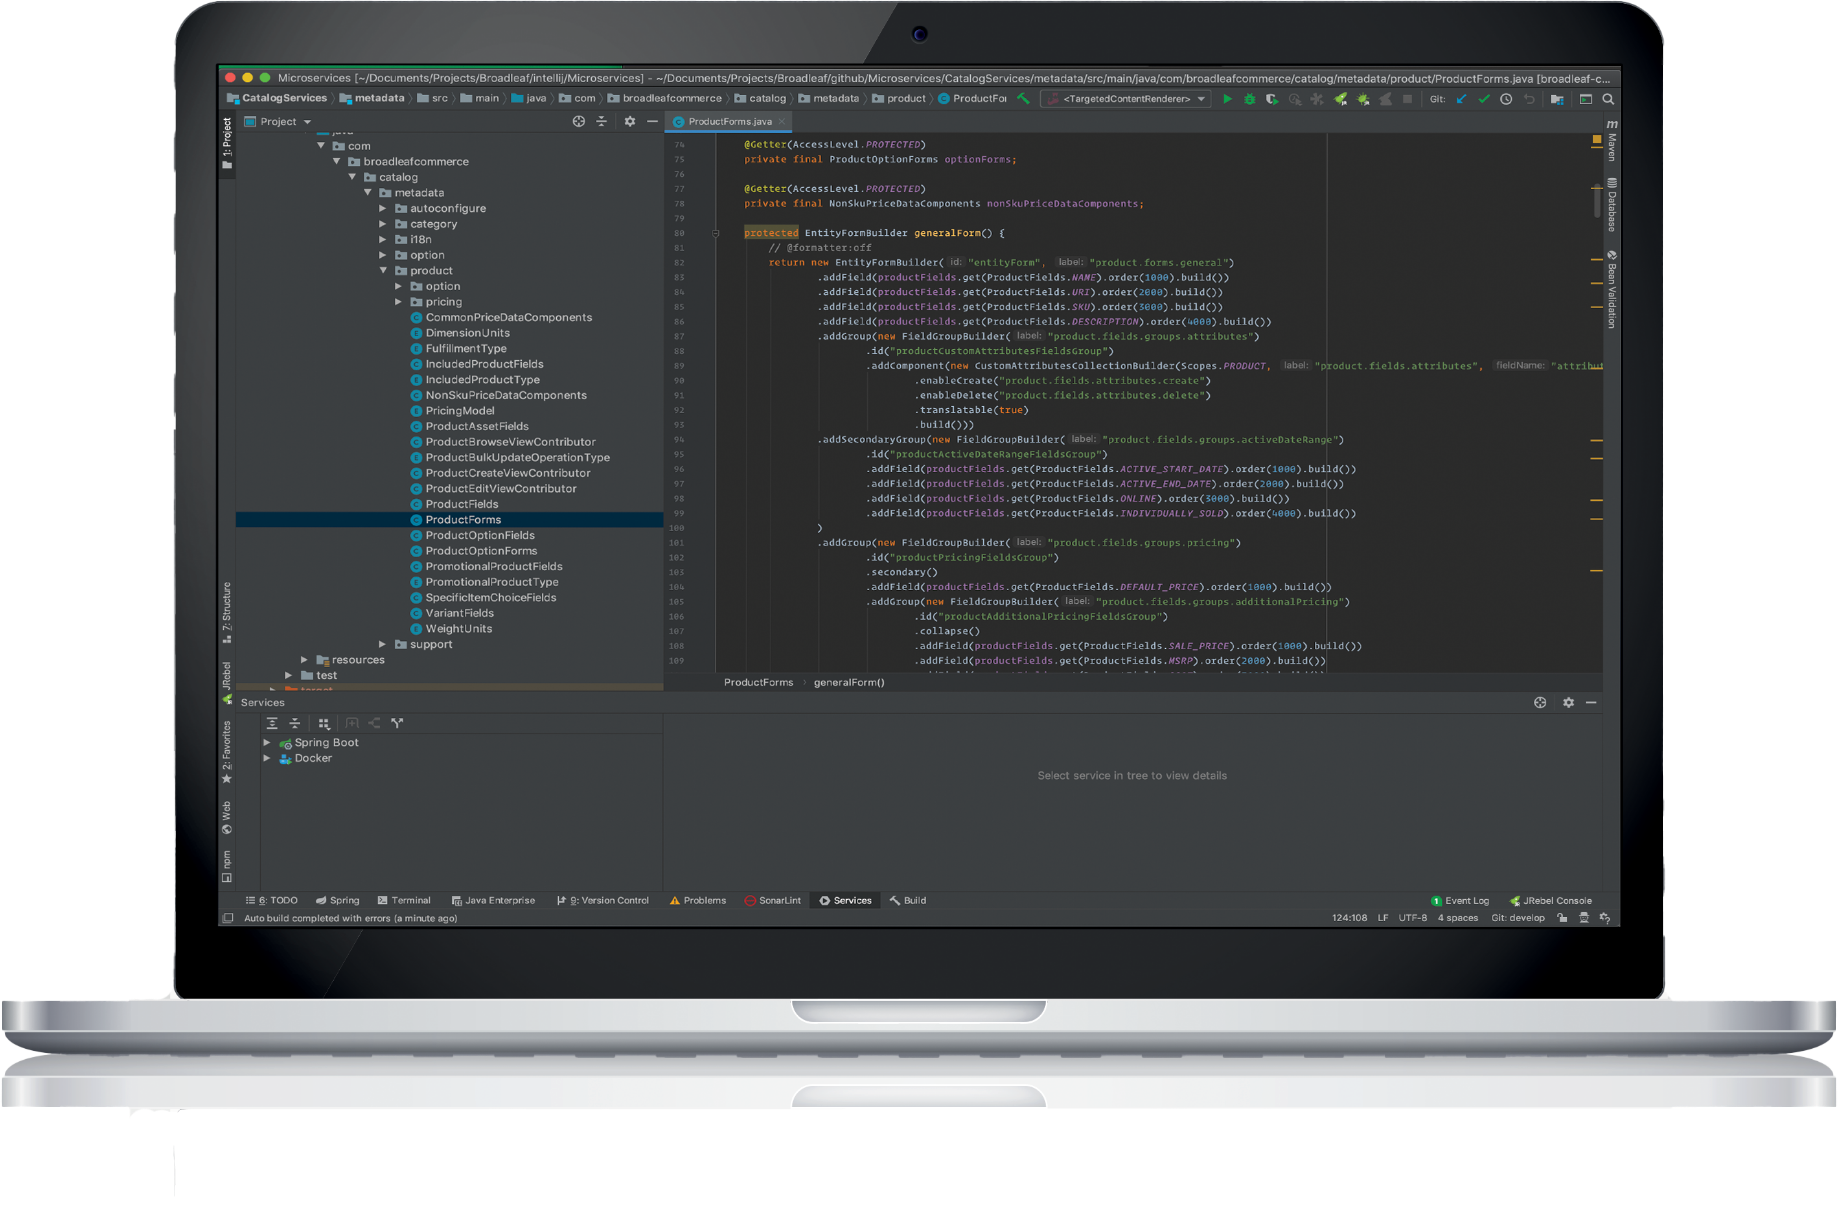 Microservices [~/Documents/Projects/Broadleaf/intellij/Microservices] - ~/Documents/Projects/Broadleaf/github/Microservices/CatalogServices/metadata/src/main/java/com/broadleafcommerce/catalog/metadata/product/ProductForms.java [broadleaf-c...
CatalogServices metadata src main java com broadleafcommerce catalog metadata product ProductFor <TargetedContentRenderer> Git:
1: Project
Project
ProductForms.java
com
broadleafcommerce
catalog
metadata
autoconfigure
category
i18n
option
product
option
pricing
CommonPriceDataComponents
DimensionUnits
FulfillmentType
IncludedProductFields
IncludedProductType
NonSkuPriceDataComponents
PricingModel
ProductAssetFields
ProductBrowseViewContributor
ProductBulkUpdateOperationType
ProductCreateViewContributor
ProductEditViewContributor
ProductFields
ProductForms
ProductOptionFields
ProductOptionForms
PromotionalProductFields
PromotionalProductType
SpecificItemChoiceFields
VariantFields
WeightUnits
support
resources
test
74 @Getter(AccessLevel.PROTECTED)
75 private final ProductOptionForms optionForms;
76
77 @Getter(AccessLevel.PROTECTED)
78 private final NonSkuPriceDataComponents nonSkuPriceDataComponents;
79
80 protected EntityFormBuilder generalForm() {
81 // @formatter:off
82 return new EntityFormBuilder( id: "entityForm", label: "product.forms.general")
83 .addField(productFields.get(ProductFields.NAME).order(1000).build())
84 .addField(productFields.get(ProductFields.URI).order(2000).build())
85 .addField(productFields.get(ProductFields.SKU).order(3000).build())
86 .addField(productFields.get(ProductFields.DESCRIPTION).order(4000).build())
87 .addGroup(new FieldGroupBuilder( label: "product.fields.groups.attributes")
88 .id("productCustomAttributesFieldsGroup")
89 .addComponent(new CustomAttributesCollectionBuilder(Scopes.PRODUCT, label: "product.fields.attributes", fieldName: "attribut
90 .enableCreate("product.fields.attributes.create")
91 .enableDelete("product.fields.attributes.delete")
92 .translatable(true)
93 .build()))
94 .addSecondaryGroup(new FieldGroupBuilder( label: "product.fields.groups.activeDateRange")
95 .id("productActiveDateRangeFieldsGroup")
96 .addField(productFields.get(ProductFields.ACTIVE_START_DATE).order(1000).build())
97 .addField(productFields.get(ProductFields.ACTIVE_END_DATE).order(2000).build())
98 .addField(productFields.get(ProductFields.ONLINE).order(3000).build())
99 .addField(productFields.get(ProductFields.INDIVIDUALLY_SOLD).order(4000).build())
100 )
101 .addGroup(new FieldGroupBuilder( label: "product.fields.groups.pricing")
102 .id("productPricingFieldsGroup")
103 .secondary()
104 .addField(productFields.get(ProductFields.DEFAULT_PRICE).order(1000).build())
105 .addGroup(new FieldGroupBuilder( label: "product.fields.groups.additionalPricing")
106 .id("productAdditionalPricingFieldsGroup")
107 .collapse()
108 .addField(productFields.get(ProductFields.SALE_PRICE).order(1000).build())
109 .addField(productFields.get(ProductFields.MSRP).order(2000).build())
ProductForms generalForm()
m Maven
Database
Bean Validation
7: Structure
JRebel
2: Favorites
Web
npm
Services
Spring Boot
Docker
Select service in tree to view details
6: TODO Spring Terminal Java Enterprise 9: Version Control Problems SonarLint Services Build 1 Event Log JRebel Console
Auto build completed with errors (a minute ago) 124:108 LF UTF-8 4 spaces Git: develop